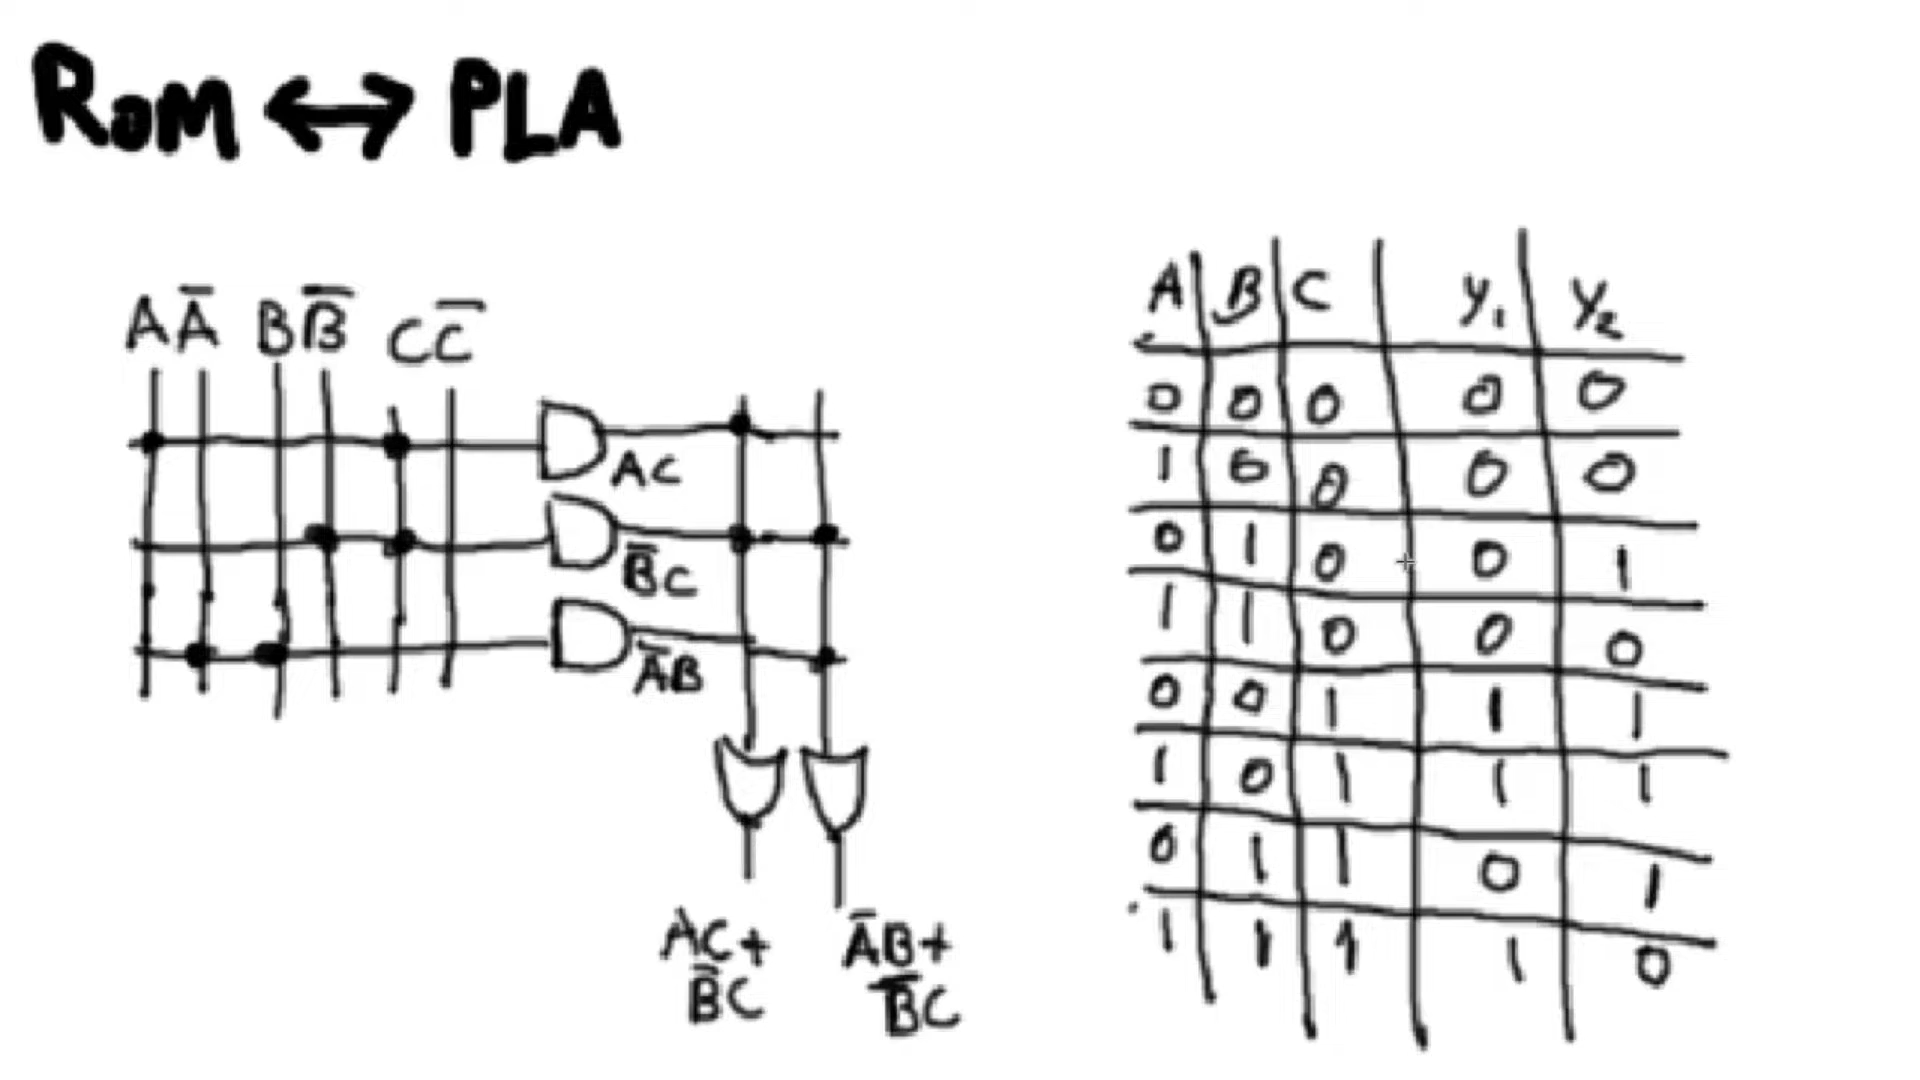 ROM ↔ PLA
A A̅ B B̅ C C̅
AC
B̅C
A̅B
AC+
B̅C
A̅B+
B̅C
A B C Y₁ Y₂
0 0 0 0 0
1 0 0 0 0
0 1 0 0 1
1 1 0 0 0
0 0 1 1 1
1 0 1 1 1
0 1 1 0 1
1 1 1 1 0